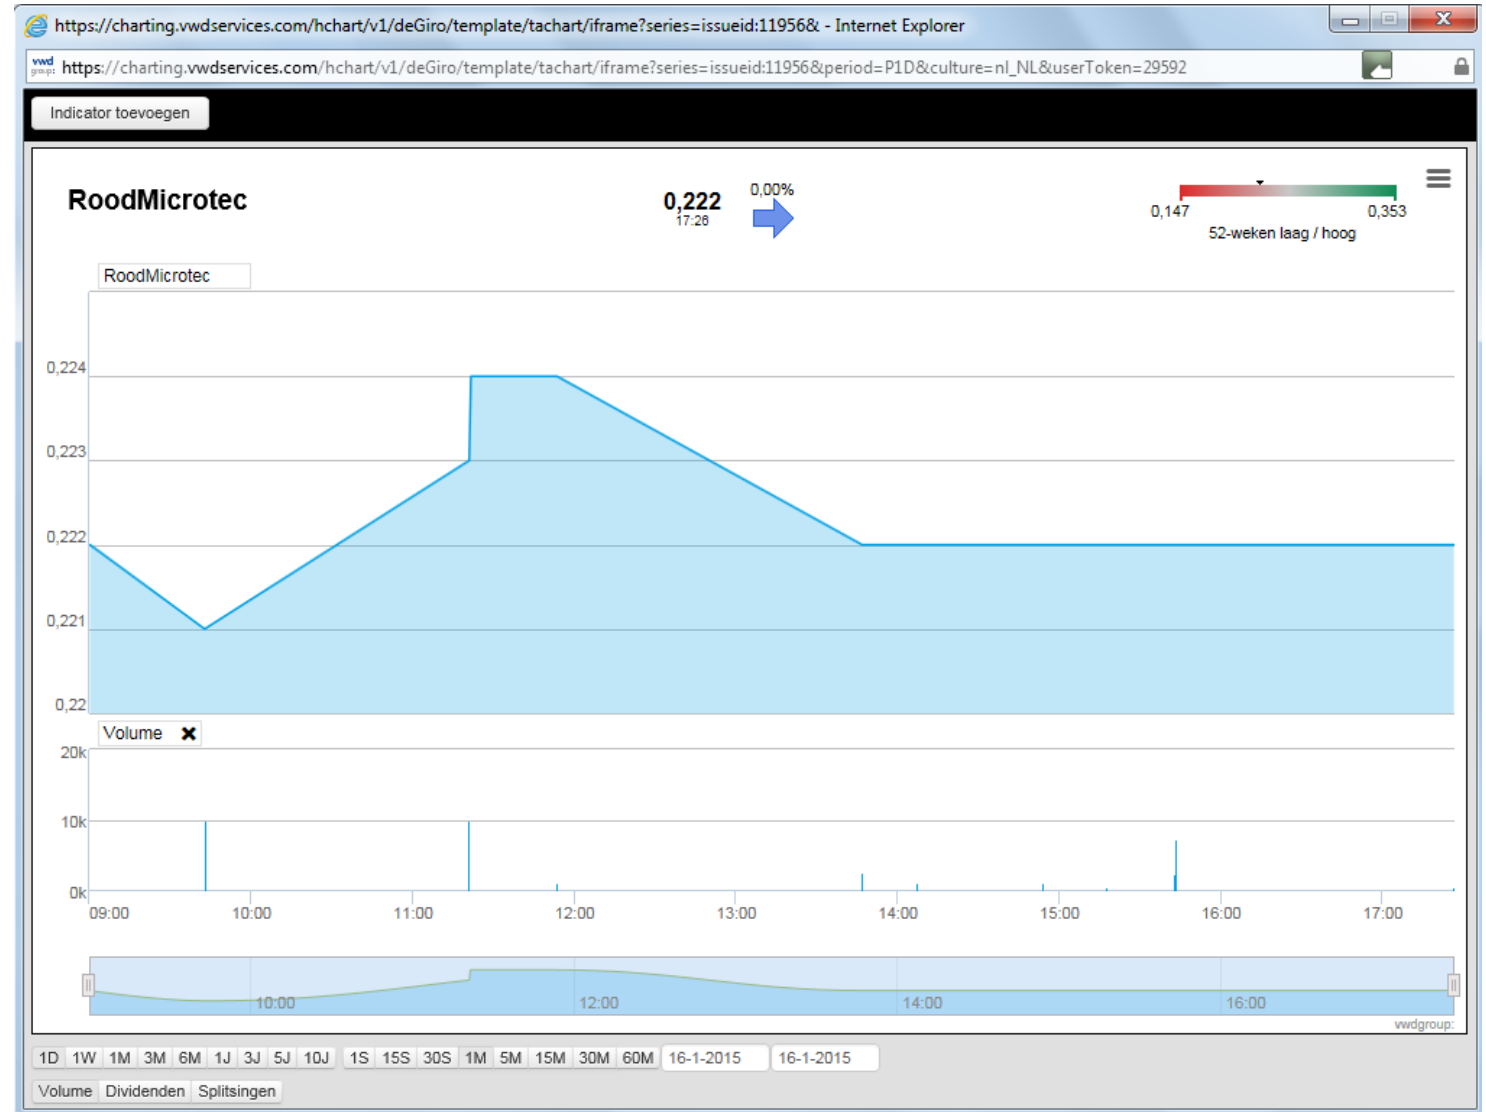 https://charting.vwdservices.com/hchart/v1/deGiro/template/tachart/iframe?series=issueid:11956& - Internet Explorer
vwd group: https://charting.vwdservices.com/hchart/v1/deGiro/template/tachart/iframe?series=issueid:11956&period=P1D&culture=nl_NL&userToken=29592
Indicator toevoegen
RoodMicrotec
0,222
17:26
0,00%
0,147 0,353
52-weken laag / hoog
RoodMicrotec
0,224
0,223
0,222
0,221
0,22
Volume
20k
10k
0k
09:00 10:00 11:00 12:00 13:00 14:00 15:00 16:00 17:00
10:00 12:00 14:00 16:00
vwdgroup:
1D 1W 1M 3M 6M 1J 3J 5J 10J 1S 15S 30S 1M 5M 15M 30M 60M 16-1-2015 16-1-2015
Volume Dividenden Splitsingen